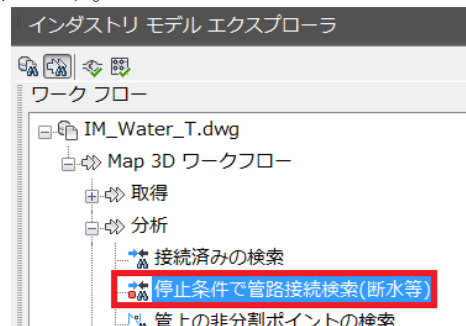 インダストリ モデル エクスプローラ
ワーク フロー
IM_Water_T.dwg
Map 3D ワークフロー
取得
分析
接続済みの検索
停止条件で管路接続検索(断水等)
管上の非分割ポイントの検索